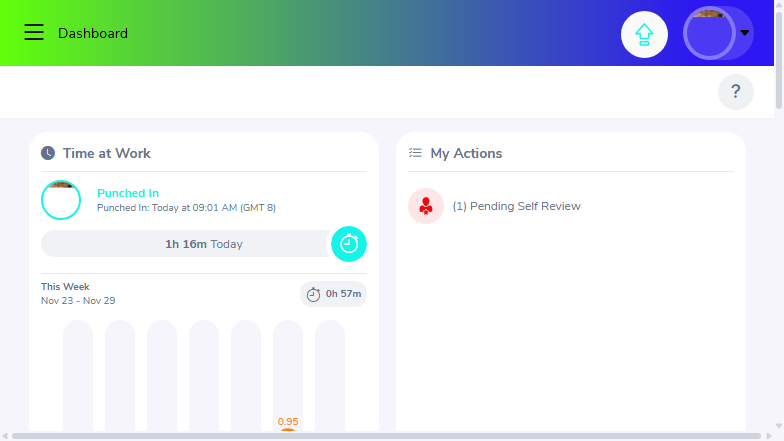 Dashboard
?
Time at Work
Punched In
Punched In: Today at 09:01 AM (GMT 8)
1h 16m Today
This Week
Nov 23 - Nov 29
0h 57m
0.95
My Actions
(1) Pending Self Review